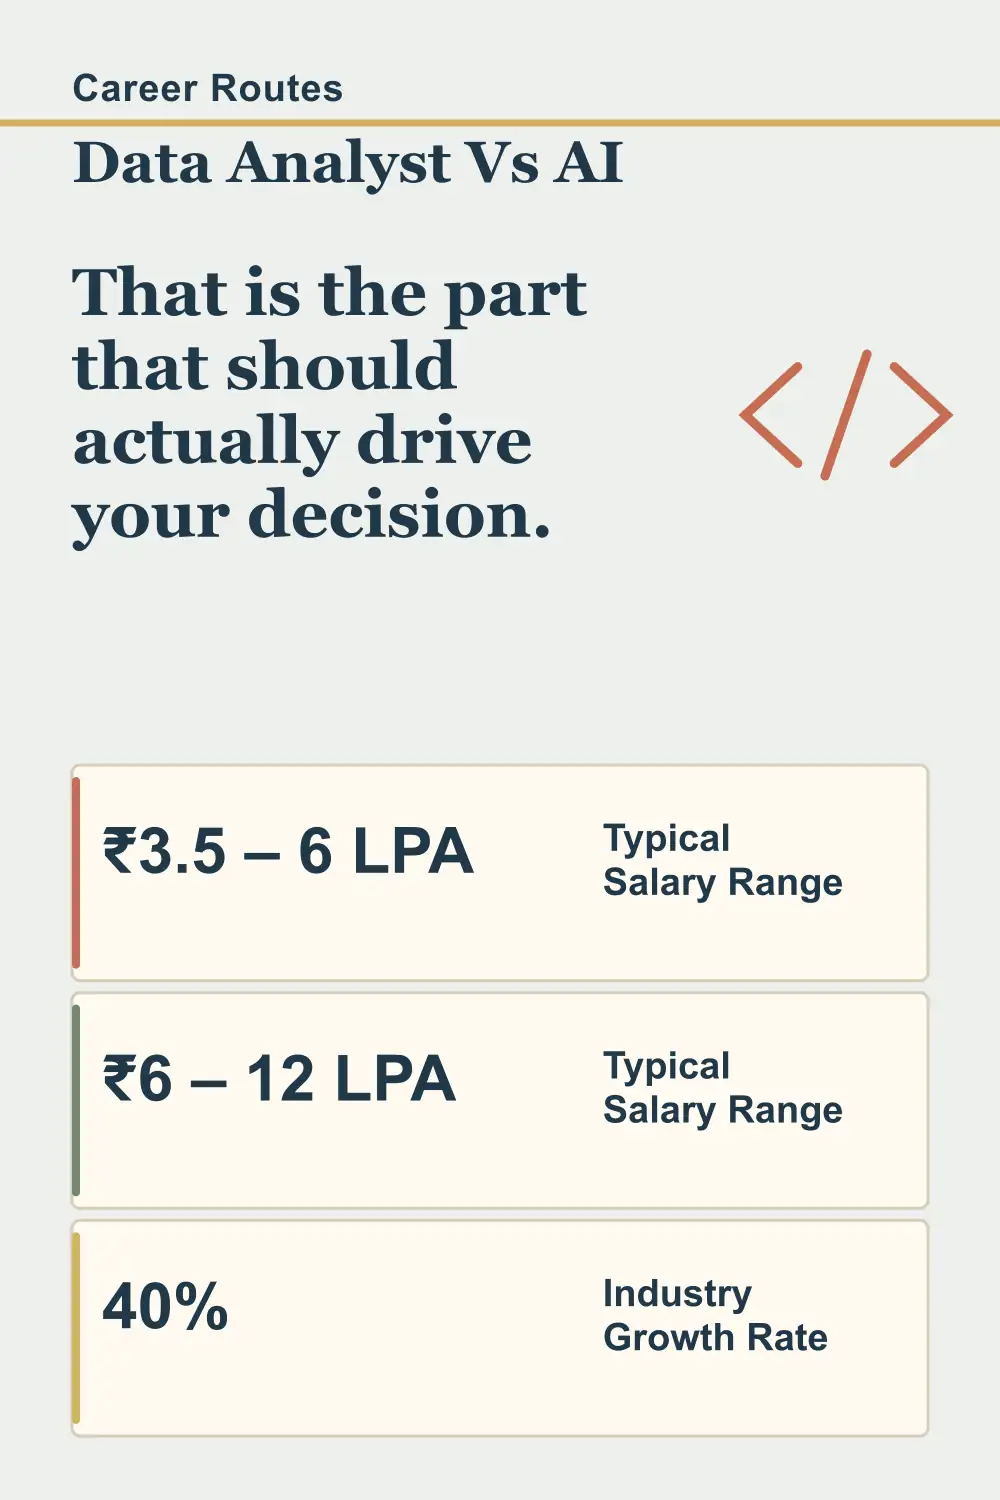 Career Routes
Data Analyst Vs AI
That is the part
that should
actually drive
your decision.
₹3.5 – 6 LPA
Typical
Salary Range
₹6 – 12 LPA
Typical
Salary Range
40%
Industry
Growth Rate